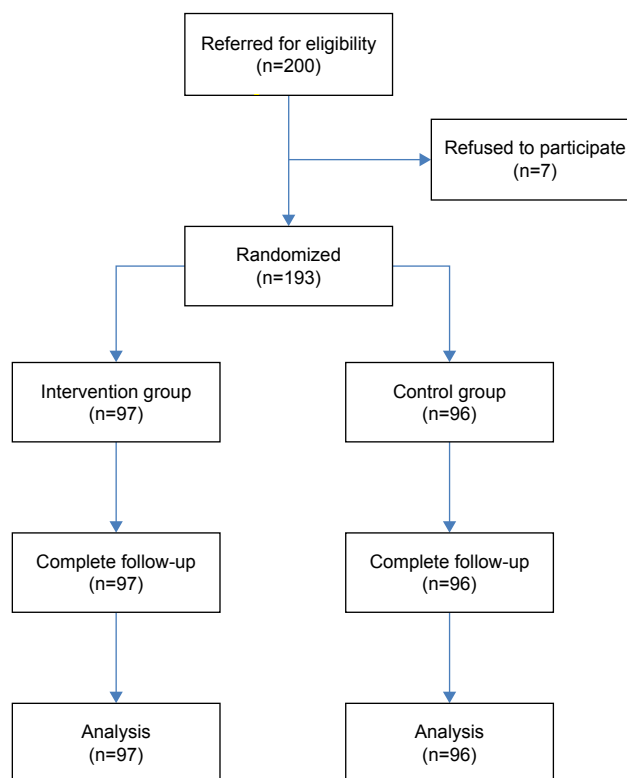 Referred for eligibility
(n=200)
Refused to participate
(n=7)
Randomized
(n=193)
Intervention group
(n=97)
Control group
(n=96)
Complete follow-up
(n=97)
Complete follow-up
(n=96)
Analysis
(n=97)
Analysis
(n=96)